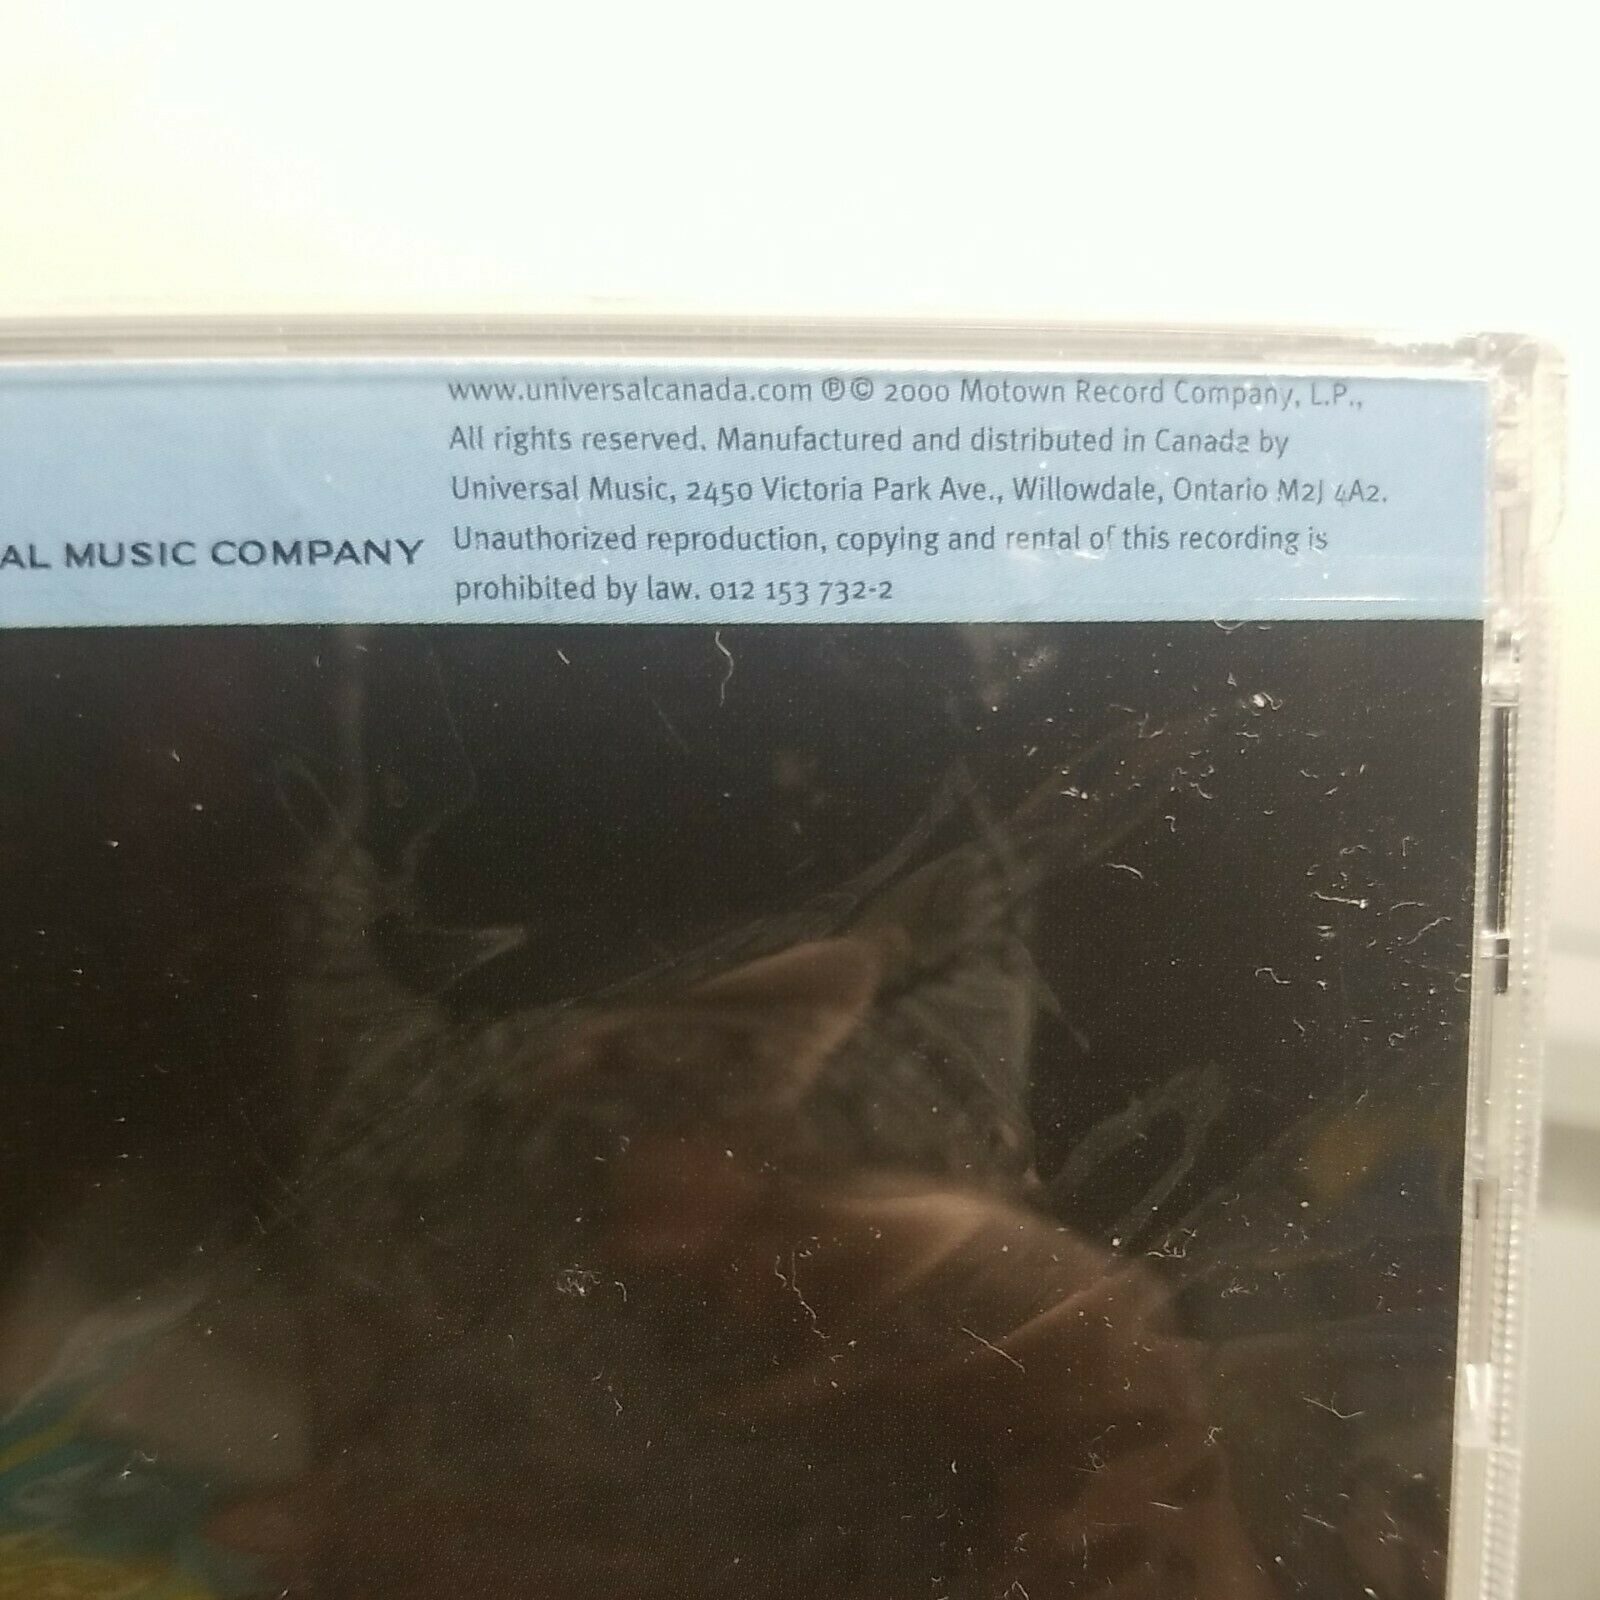 www.universalcanada.com ℗© 2000 Motown Record Company, L.P.,
All rights reserved. Manufactured and distributed in Canada by
Universal Music, 2450 Victoria Park Ave., Willowdale, Ontario M2J 4A2.
Unauthorized reproduction, copying and rental of this recording is
prohibited by law. 012 153 732-2
AL MUSIC COMPANY